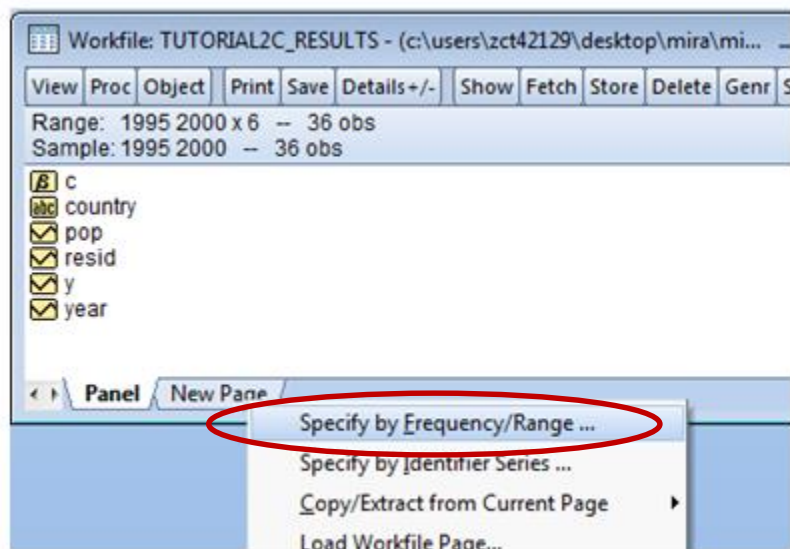 Workfile: TUTORIAL2C_RESULTS - (c:\users\zct42129\desktop\mira\mi...
View Proc Object Print Save Details+/- Show Fetch Store Delete Genr S
Range: 1995 2000 x 6 -- 36 obs
Sample: 1995 2000 -- 36 obs
β c
abc country
pop
resid
y
year
Panel New Page
Specify by Frequency/Range ...
Specify by Identifier Series ...
Copy/Extract from Current Page
Load Workfile Page...